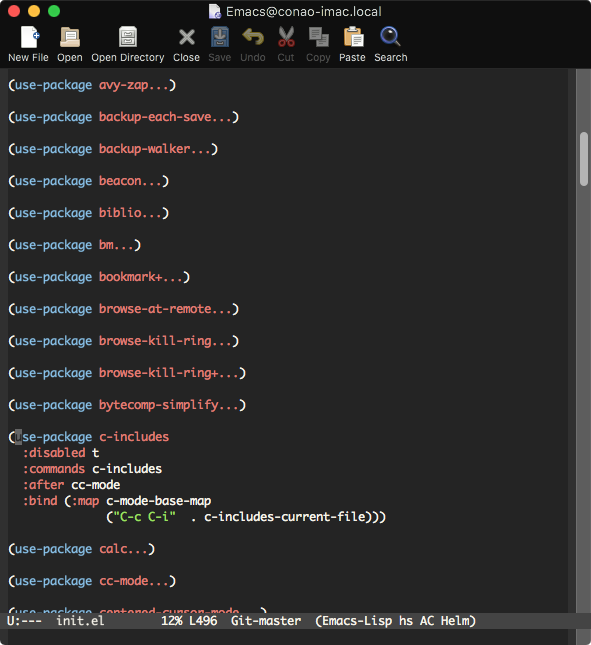 Emacs@conao-imac.local
New File Open Open Directory Close Save Undo Cut Copy Paste Search
(use-package avy-zap...)
(use-package backup-each-save...)
(use-package backup-walker...)
(use-package beacon...)
(use-package biblio...)
(use-package bm...)
(use-package bookmark+...)
(use-package browse-at-remote...)
(use-package browse-kill-ring...)
(use-package browse-kill-ring+...)
(use-package bytecomp-simplify...)
(use-package c-includes
  :disabled t
  :commands c-includes
  :after cc-mode
  :bind (:map c-mode-base-map
              ("C-c C-i"  . c-includes-current-file)))
(use-package calc...)
(use-package cc-mode...)
(use-package centered-cursor-mode...)
U:---  init.el        12% L496  Git-master  (Emacs-Lisp hs AC Helm)